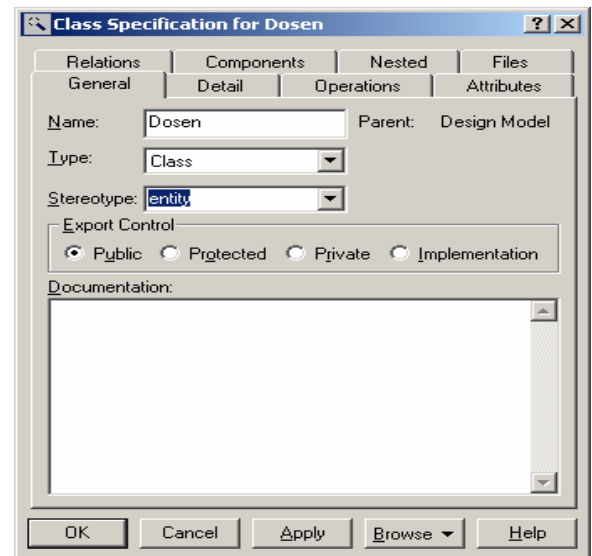 Class Specification for Dosen
Relations Components Nested Files
General Detail Operations Attributes
Name: Dosen Parent: Design Model
Type: Class
Stereotype: entity
Export Control
Public Protected Private Implementation
Documentation:
OK Cancel Apply Browse Help